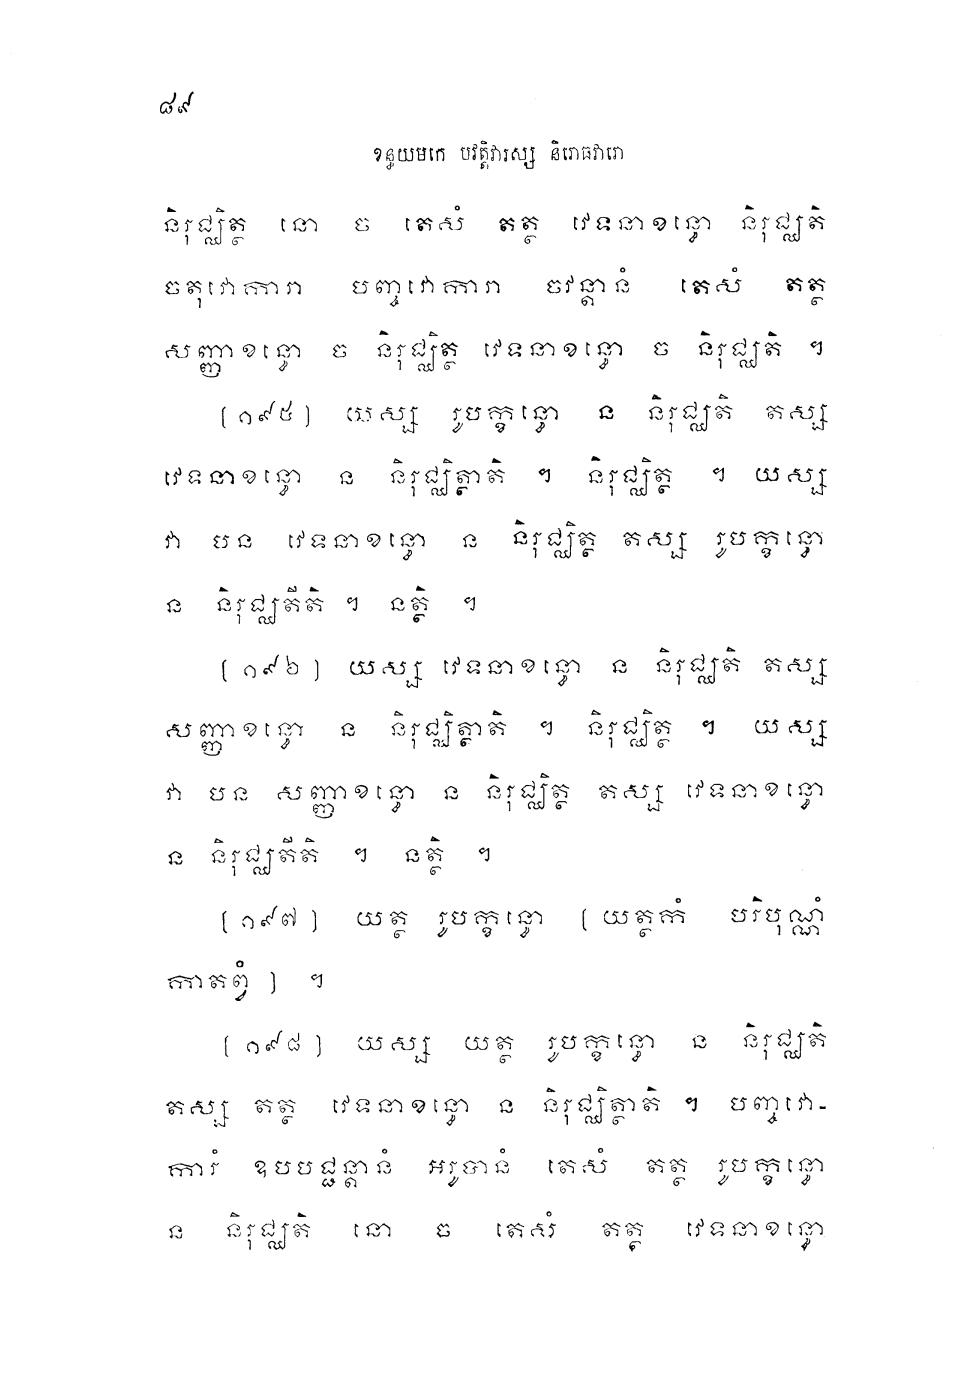 ៨៩
ខន្ធយមកេ បវត្តិវារស្ស និរោធវារោ
និរុជ្ឈិត្ថ នោ ច តេសំ តត្ថ វេទនាខន្ធោ និរុជ្ឈតិ
ចតុវោការា បញ្ចវោការា ចវន្តានំ តេសំ តត្ថ
សញ្ញាខន្ធោ ច និរុជ្ឈិត្ថ វេទនាខន្ធោ ច និរុជ្ឈតិ ។
(១៩៥) យស្ស រូបក្ខន្ធោ ន និរុជ្ឈតិ តស្ស
វេទនាខន្ធោ ន និរុជ្ឈិត្ថាតិ ។ និរុជ្ឈិត្ថ ។ យស្ស
វា បន វេទនាខន្ធោ ន និរុជ្ឈិត្ថ តស្ស រូបក្ខន្ធោ
ន និរុជ្ឈតីតិ ។ នត្ថិ ។
(១៩៦) យស្ស វេទនាខន្ធោ ន និរុជ្ឈតិ តស្ស
សញ្ញាខន្ធោ ន និរុជ្ឈិត្ថាតិ ។ និរុជ្ឈិត្ថ ។ យស្ស
វា បន សញ្ញាខន្ធោ ន និរុជ្ឈិត្ថ តស្ស វេទនាខន្ធោ
ន និរុជ្ឈតីតិ ។ នត្ថិ ។
(១៩៧) យត្ថ រូបក្ខន្ធោ (យត្ថកំ បរិបុណ្ណំ
កាតព្វំ) ។
(១៩៨) យស្ស យត្ថ រូបក្ខន្ធោ ន និរុជ្ឈតិ
តស្ស តត្ថ វេទនាខន្ធោ ន និរុជ្ឈិត្ថាតិ ។ បញ្ចវោ-
ការំ ឧបបជ្ជន្តានំ អរូបានំ តេសំ តត្ថ រូបក្ខន្ធោ
ន និរុជ្ឈតិ នោ ច តេសំ តត្ថ វេទនាខន្ធោ